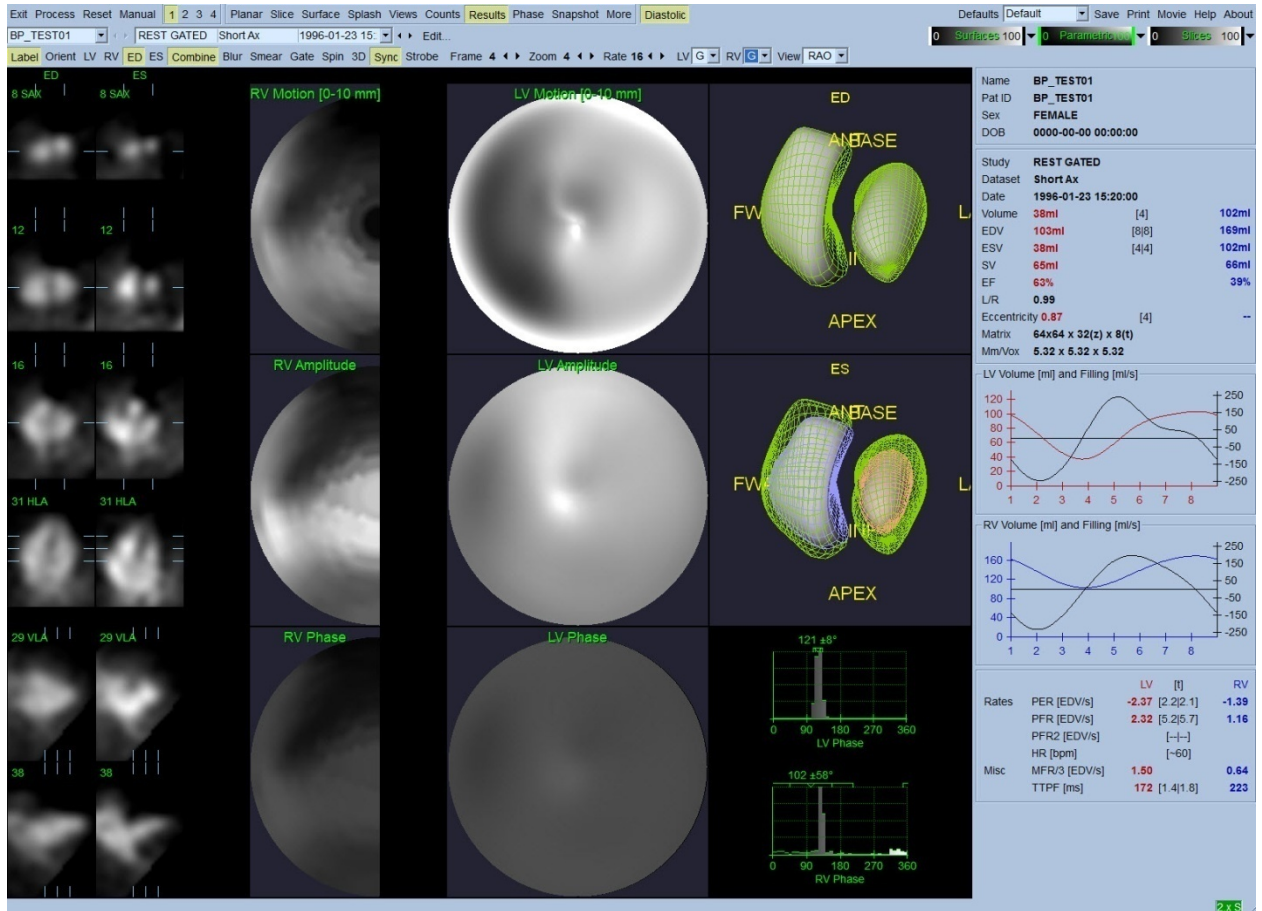 Exit Process Reset Manual 1 2 3 4 Planar Slice Surface Splash Views Counts Results Phase Snapshot More Diastolic Defaults Default Save Print Movie Help About
BP_TEST01 REST GATED Short Ax 1996-01-23 15: Edit... 0 Surfaces 100 0 Parametric 100 0 Slices 100
Label Orient LV RV ED ES Combine Blur Smear Gate Spin 3D Sync Strobe Frame 4 Zoom 4 Rate 16 LV G RV G View RAO
ED ES
8 SAX 8 SAX
12 12
16 16
31 HLA 31 HLA
29 VLA 29 VLA
38 38
RV Motion [0-10 mm] LV Motion [0-10 mm]
ED
ANT BASE
FW
IN
APEX
RV Amplitude LV Amplitude
ES
ANT BASE
FW
INF
APEX
RV Phase LV Phase
121 ±8°
0 90 180 270 360
LV Phase
102 ±58°
0 90 180 270 360
RV Phase
Name BP_TEST01
Pat ID BP_TEST01
Sex FEMALE
DOB 0000-00-00 00:00:00
Study REST GATED
Dataset Short Ax
Date 1996-01-23 15:20:00
Volume 38ml [4] 102ml
EDV 103ml [8|8] 169ml
ESV 38ml [4|4] 102ml
SV 65ml 66ml
EF 63% 39%
L/R 0.99
Eccentricity 0.87 [4] --
Matrix 64x64 x 32(z) x 8(t)
Mm/Vox 5.32 x 5.32 x 5.32
LV Volume [ml] and Filling [ml/s]
120 250
100 150
80 50
60 -50
40 -150
20 -250
0
1 2 3 4 5 6 7 8
RV Volume [ml] and Filling [ml/s]
160 250
120 150
80 50
40 -50
0 -150
-250
1 2 3 4 5 6 7 8
LV [t] RV
Rates PER [EDV/s] -2.37 [2.2|2.1] -1.39
PFR [EDV/s] 2.32 [5.2|5.7] 1.16
PFR2 [EDV/s] [--|--]
HR [bpm] [~60]
Misc MFR/3 [EDV/s] 1.50 0.64
TTPF [ms] 172 [1.4|1.8] 223
2 x S